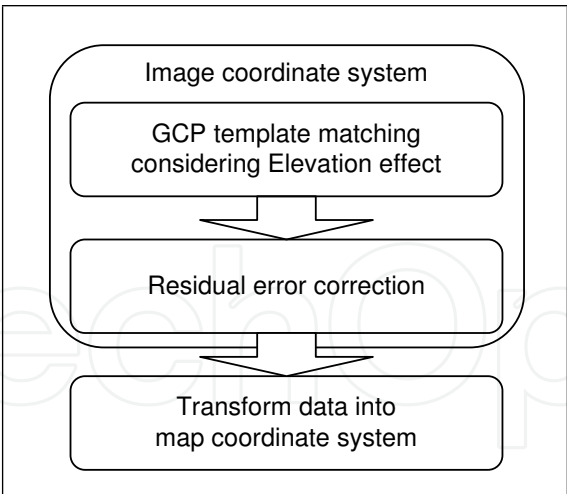 Image coordinate system
GCP template matching
considering Elevation effect
Residual error correction
Transform data into
map coordinate system